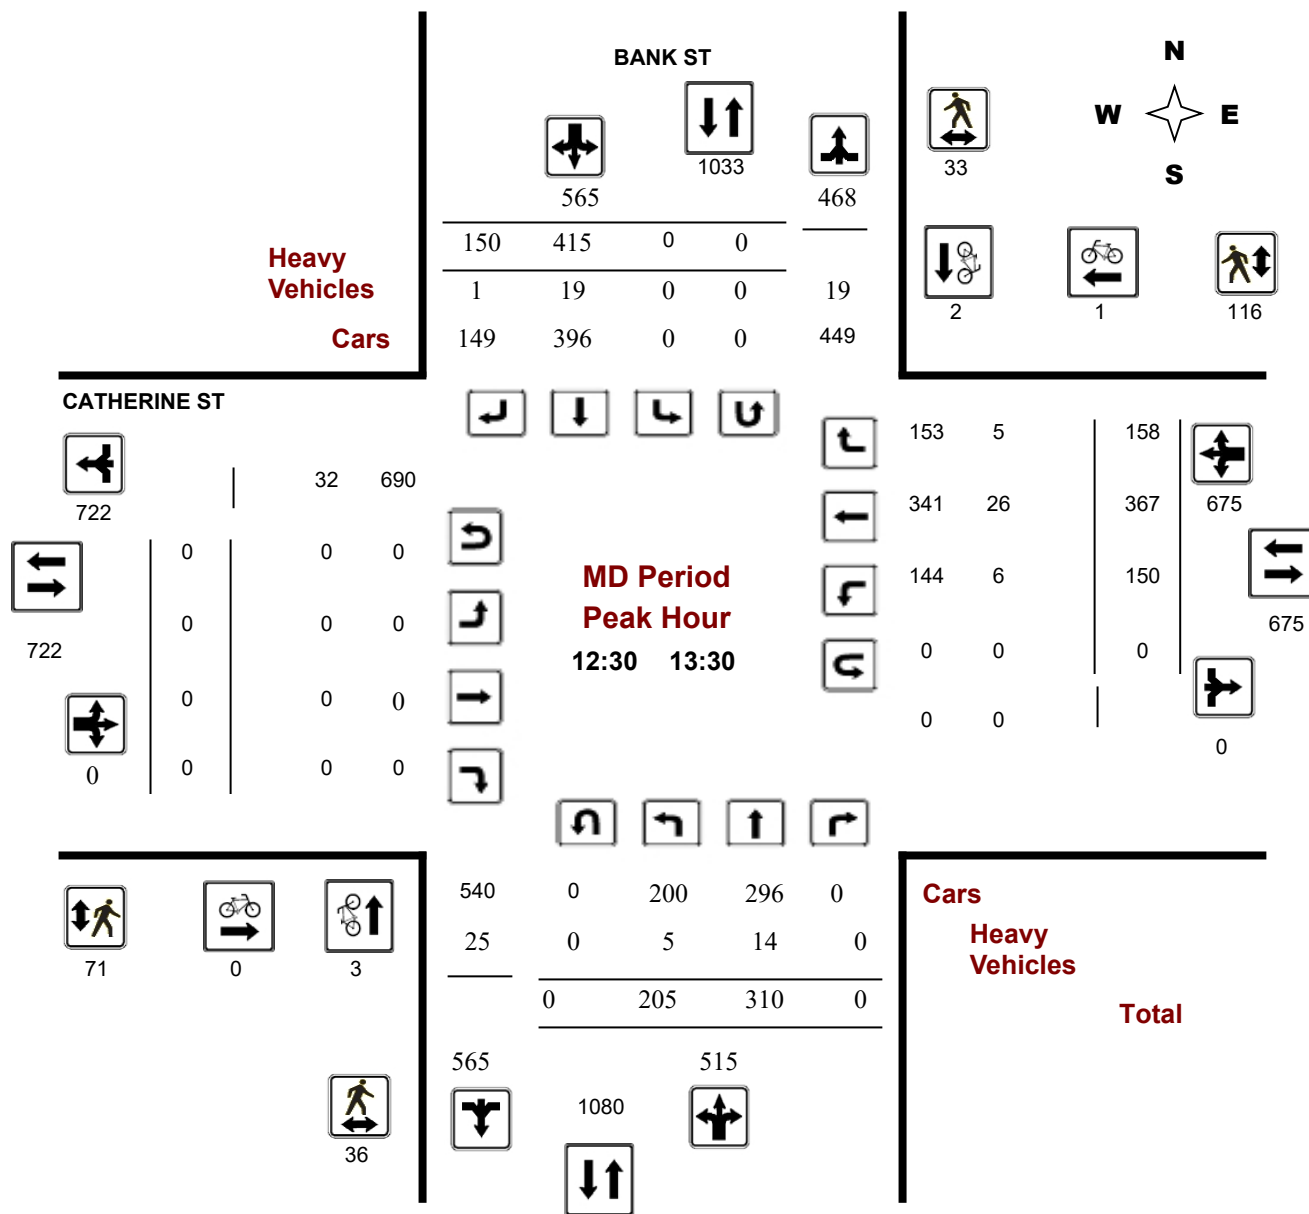 BANK ST
N
W E
S
1033
33
565 468
150 415 0 0
Heavy
Vehicles
1 19 0 0 19
2 1 116
Cars
149 396 0 0 449
CATHERINE ST
153 5 158
32 690
722
341 26 367 675
0 0 0
MD Period
144 6 150
Peak Hour
0 0 0
675
722
12:30 13:30
0 0 0
0 0 0
0 0
0
0 0 0 0
540 0 200 296 0
Cars
25 0 5 14 0
Heavy
Vehicles
71 0 3
0 205 310 0
Total
565 515
1080
36